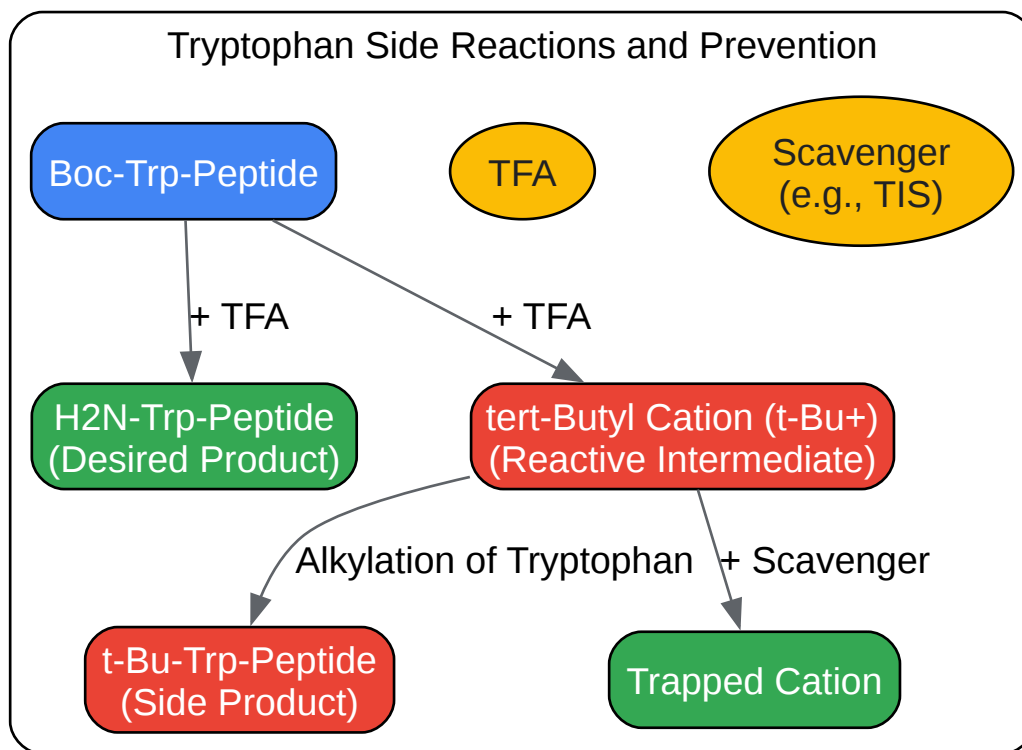 Tryptophan Side Reactions and Prevention
Boc-Trp-Peptide
TFA
Scavenger
(e.g., TIS)
+ TFA
+ TFA
H2N-Trp-Peptide
(Desired Product)
tert-Butyl Cation (t-Bu+)
(Reactive Intermediate)
Alkylation of Tryptophan
+ Scavenger
t-Bu-Trp-Peptide
(Side Product)
Trapped Cation